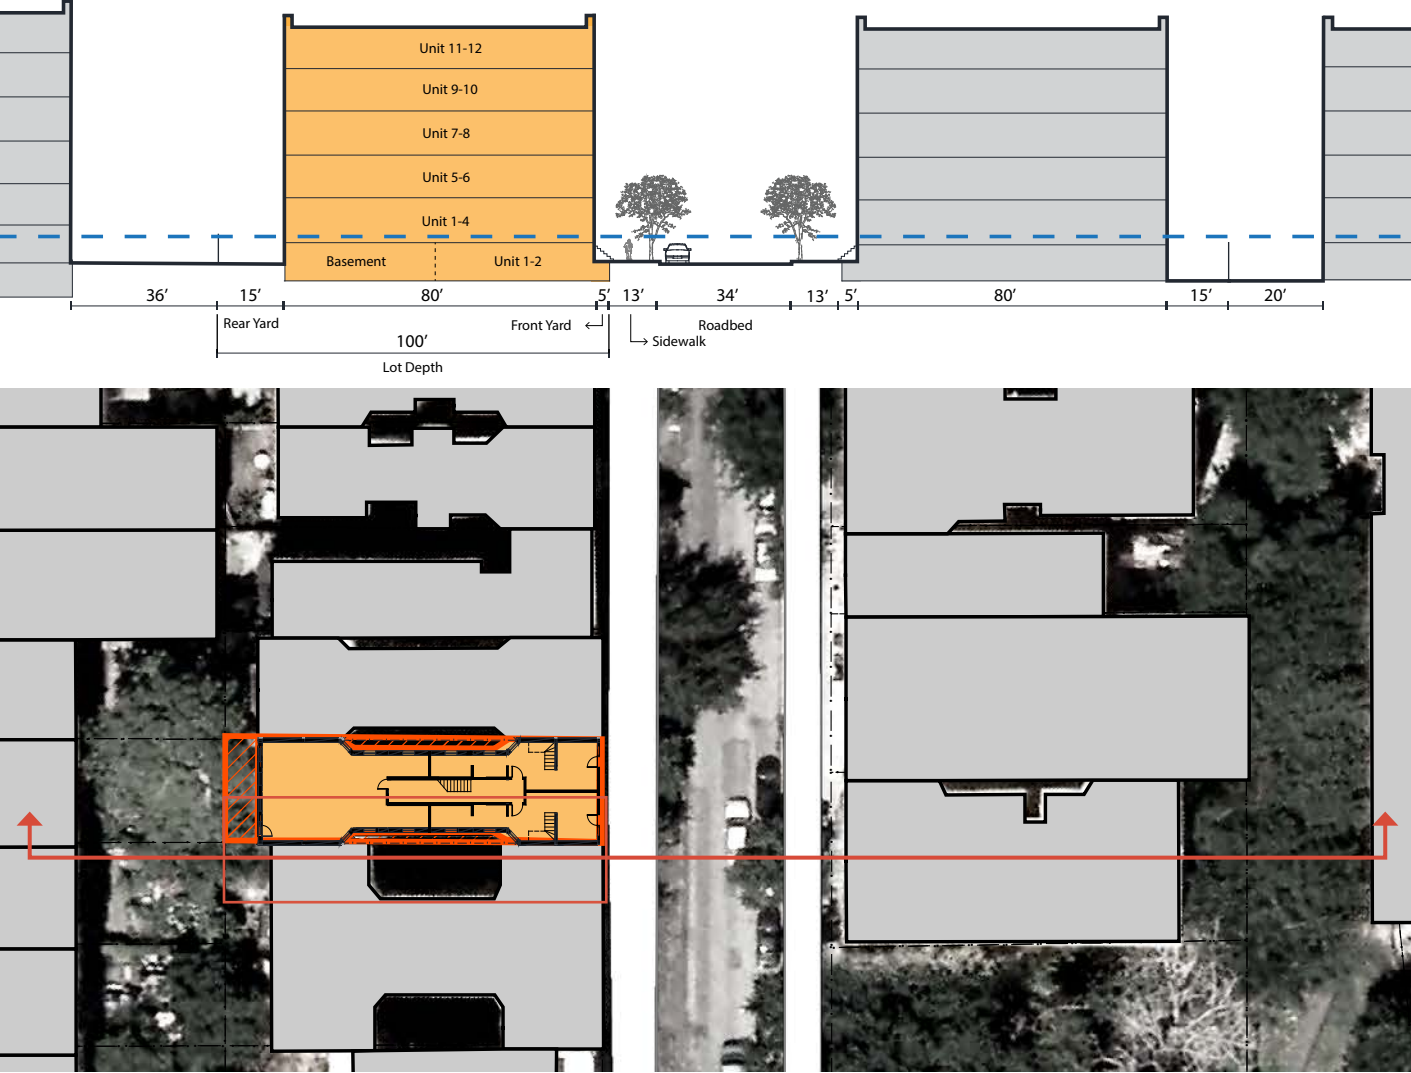 Unit 11-12
Unit 9-10
Unit 7-8
Unit 5-6
Unit 1-4
Basement
Unit 1-2
36’
15’
80’
5’
13’
34’
13’
5’
80’
15’
20’
Rear Yard
Front Yard
Roadbed
Sidewalk
100’
Lot Depth